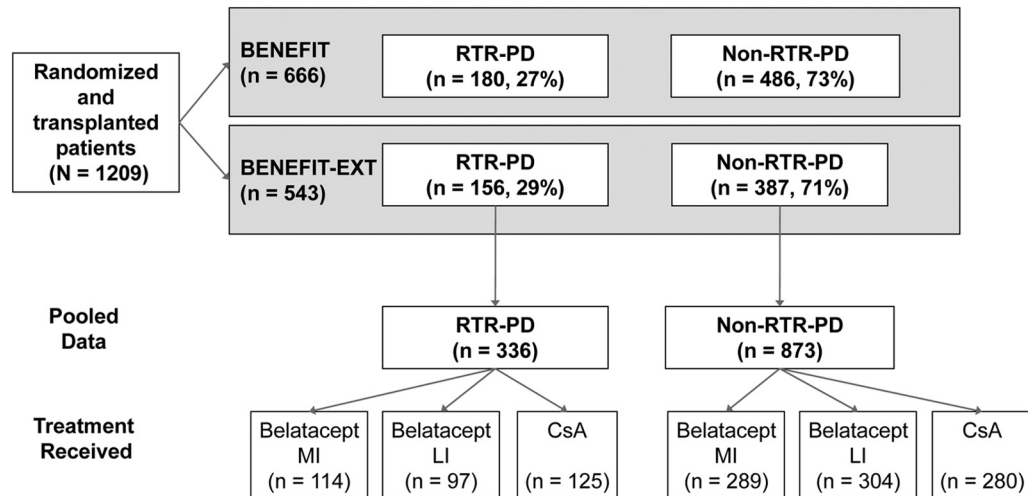 Randomized
and
transplanted
patients
(N = 1209)
BENEFIT
(n = 666)
RTR-PD
(n = 180, 27%)
Non-RTR-PD
(n = 486, 73%)
BENEFIT-EXT
(n = 543)
RTR-PD
(n = 156, 29%)
Non-RTR-PD
(n = 387, 71%)
Pooled
Data
RTR-PD
(n = 336)
Non-RTR-PD
(n = 873)
Treatment
Received
Belatacept
MI
(n = 114)
Belatacept
LI
(n = 97)
CsA
(n = 125)
Belatacept
MI
(n = 289)
Belatacept
LI
(n = 304)
CsA
(n = 280)